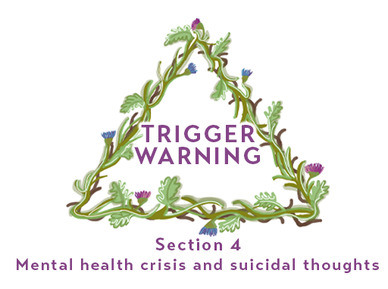 TRIGGER
WARNING
Section 4
Mental health crisis and suicidal thoughts